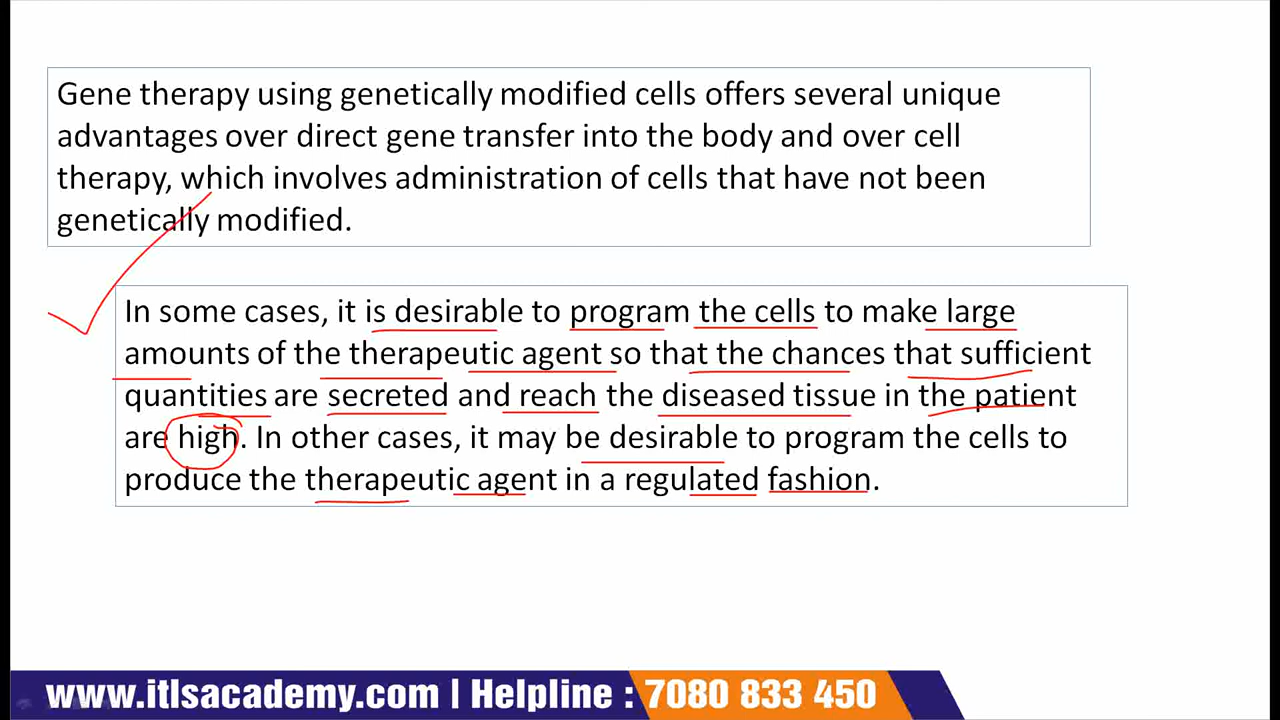 Gene therapy using genetically modified cells offers several unique
advantages over direct gene transfer into the body and over cell
therapy, which involves administration of cells that have not been
genetically modified.
In some cases, it is desirable to program the cells to make large
amounts of the therapeutic agent so that the chances that sufficient
quantities are secreted and reach the diseased tissue in the patient
are high. In other cases, it may be desirable to program the cells to
produce the therapeutic agent in a regulated fashion.
www.itlsacademy.com | Helpline : 7080 833 450